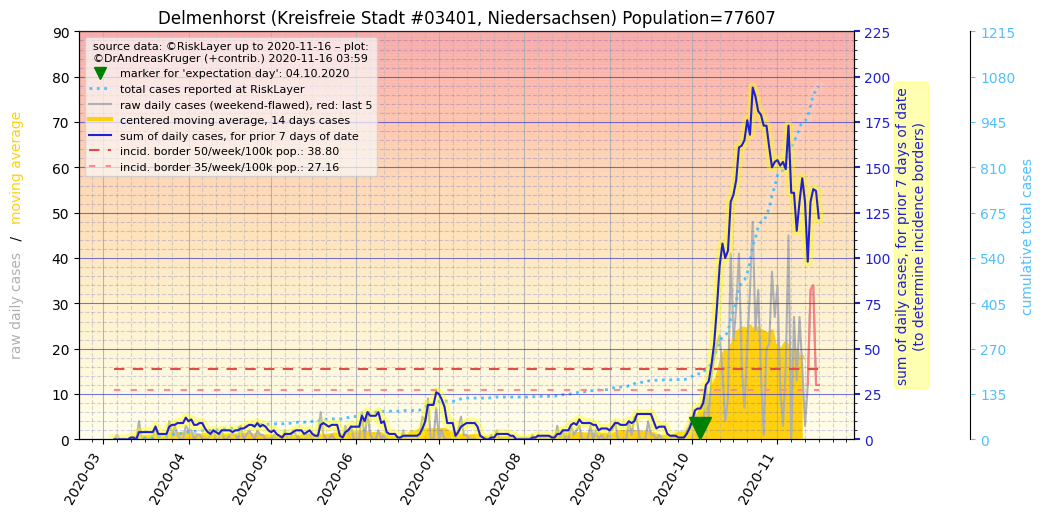 Delmenhorst (Kreisfreie Stadt #03401, Niedersachsen) Population=77607
source data: ©RiskLayer up to 2020-11-16 – plot:
©DrAndreasKruger (+contrib.) 2020-11-16 03:59
marker for 'expectation day': 04.10.2020
total cases reported at RiskLayer
raw daily cases (weekend-flawed), red: last 5
centered moving average, 14 days cases
sum of daily cases, for prior 7 days of date
incid. border 50/week/100k pop.: 38.80
incid. border 35/week/100k pop.: 27.16
raw daily cases / moving average
90
80
70
60
50
40
30
20
10
0
2020-03
2020-04
2020-05
2020-06
2020-07
2020-08
2020-09
2020-10
2020-11
225
200
175
150
125
100
75
50
25
0
sum of daily cases, for prior 7 days of date
(to determine incidence borders)
1215
1080
945
810
675
540
405
270
135
0
cumulative total cases